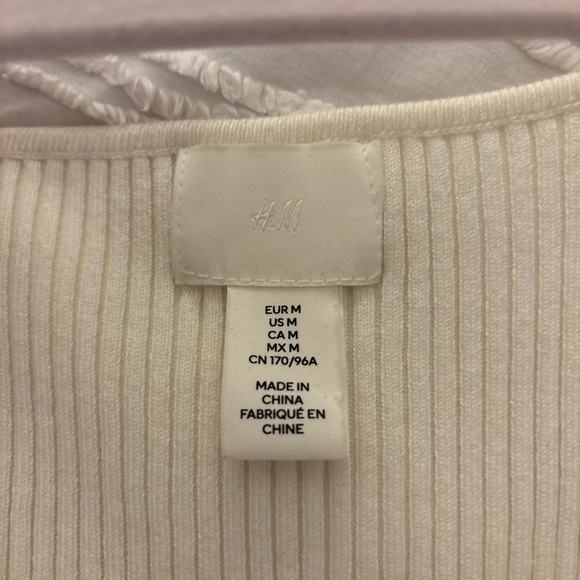 H&M
EUR M
US M
CA M
MX M
CN 170/96A
MADE IN
CHINA
FABRIQUÉ EN
CHINE